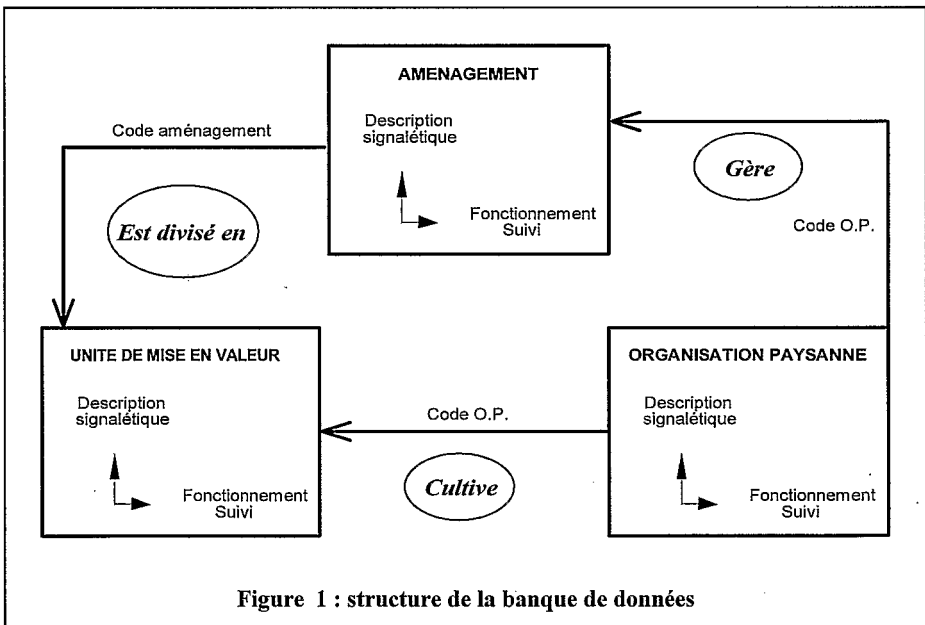 AMENAGEMENT
Description
signalétique
Fonctionnement
Suivi
Code aménagement
Gère
Code O.P.
Est divisé en
UNITE DE MISE EN VALEUR
Description
signalétique
Fonctionnement
Suivi
Code O.P.
Cultive
ORGANISATION PAYSANNE
Description
signalétique
Fonctionnement
Suivi
Figure 1 : structure de la banque de données